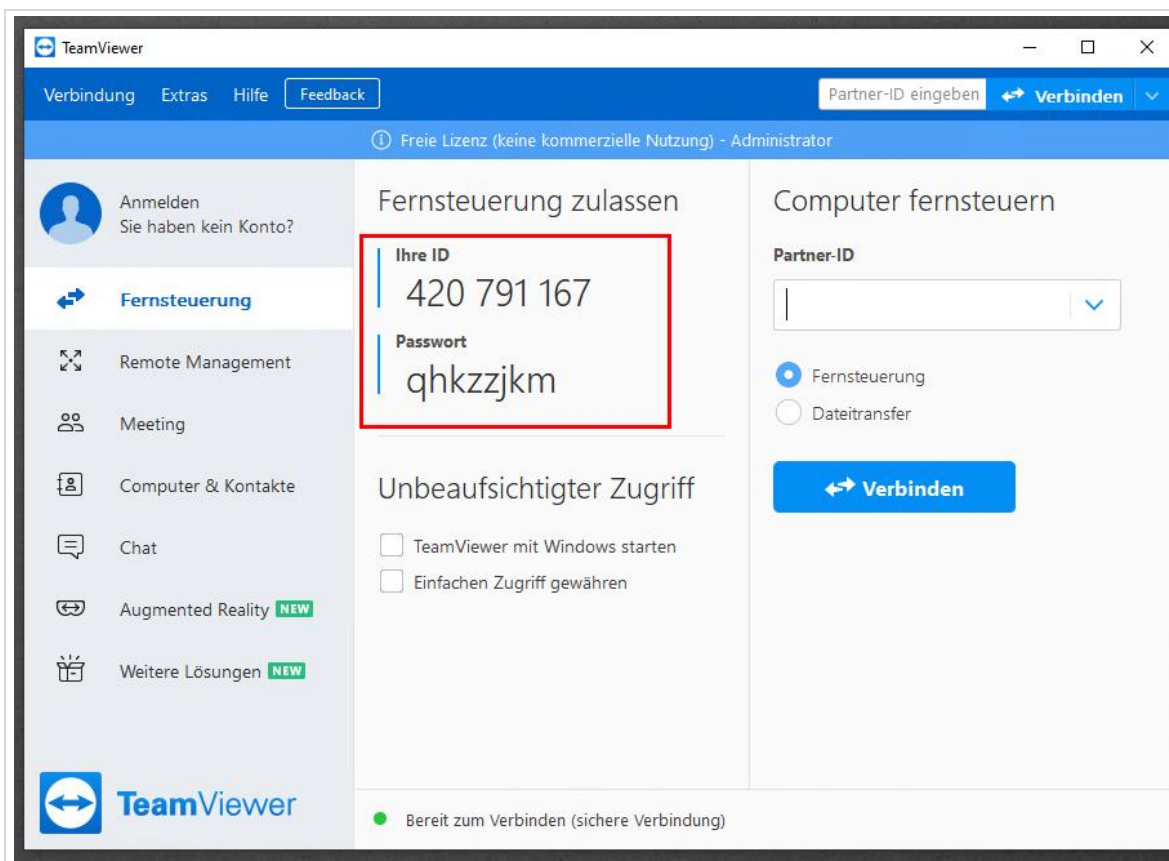 TeamViewer
Verbindung Extras Hilfe Feedback
Partner-ID eingeben Verbinden
Freie Lizenz (keine kommerzielle Nutzung) - Administrator
Anmelden
Sie haben kein Konto?
Fernsteuerung
Remote Management
Meeting
Computer & Kontakte
Chat
Augmented Reality NEW
Weitere Lösungen NEW
TeamViewer
Fernsteuerung zulassen
Ihre ID
420 791 167
Passwort
qhkzzjkm
Unbeaufsichtigter Zugriff
TeamViewer mit Windows starten
Einfachen Zugriff gewähren
Computer fernsteuern
Partner-ID
Fernsteuerung
Dateitransfer
Verbinden
Bereit zum Verbinden (sichere Verbindung)